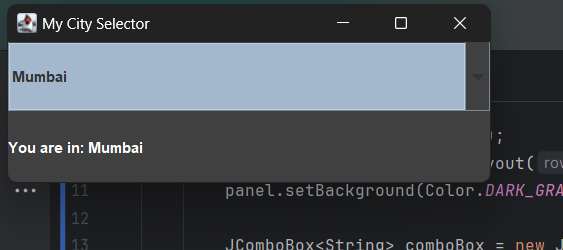 My City Selector
Mumbai
You are in: Mumbai
);
yout( ro
11 panel.setBackground(Color.DARK_GRA
12
13 JComboBox<String> comboBox = new J